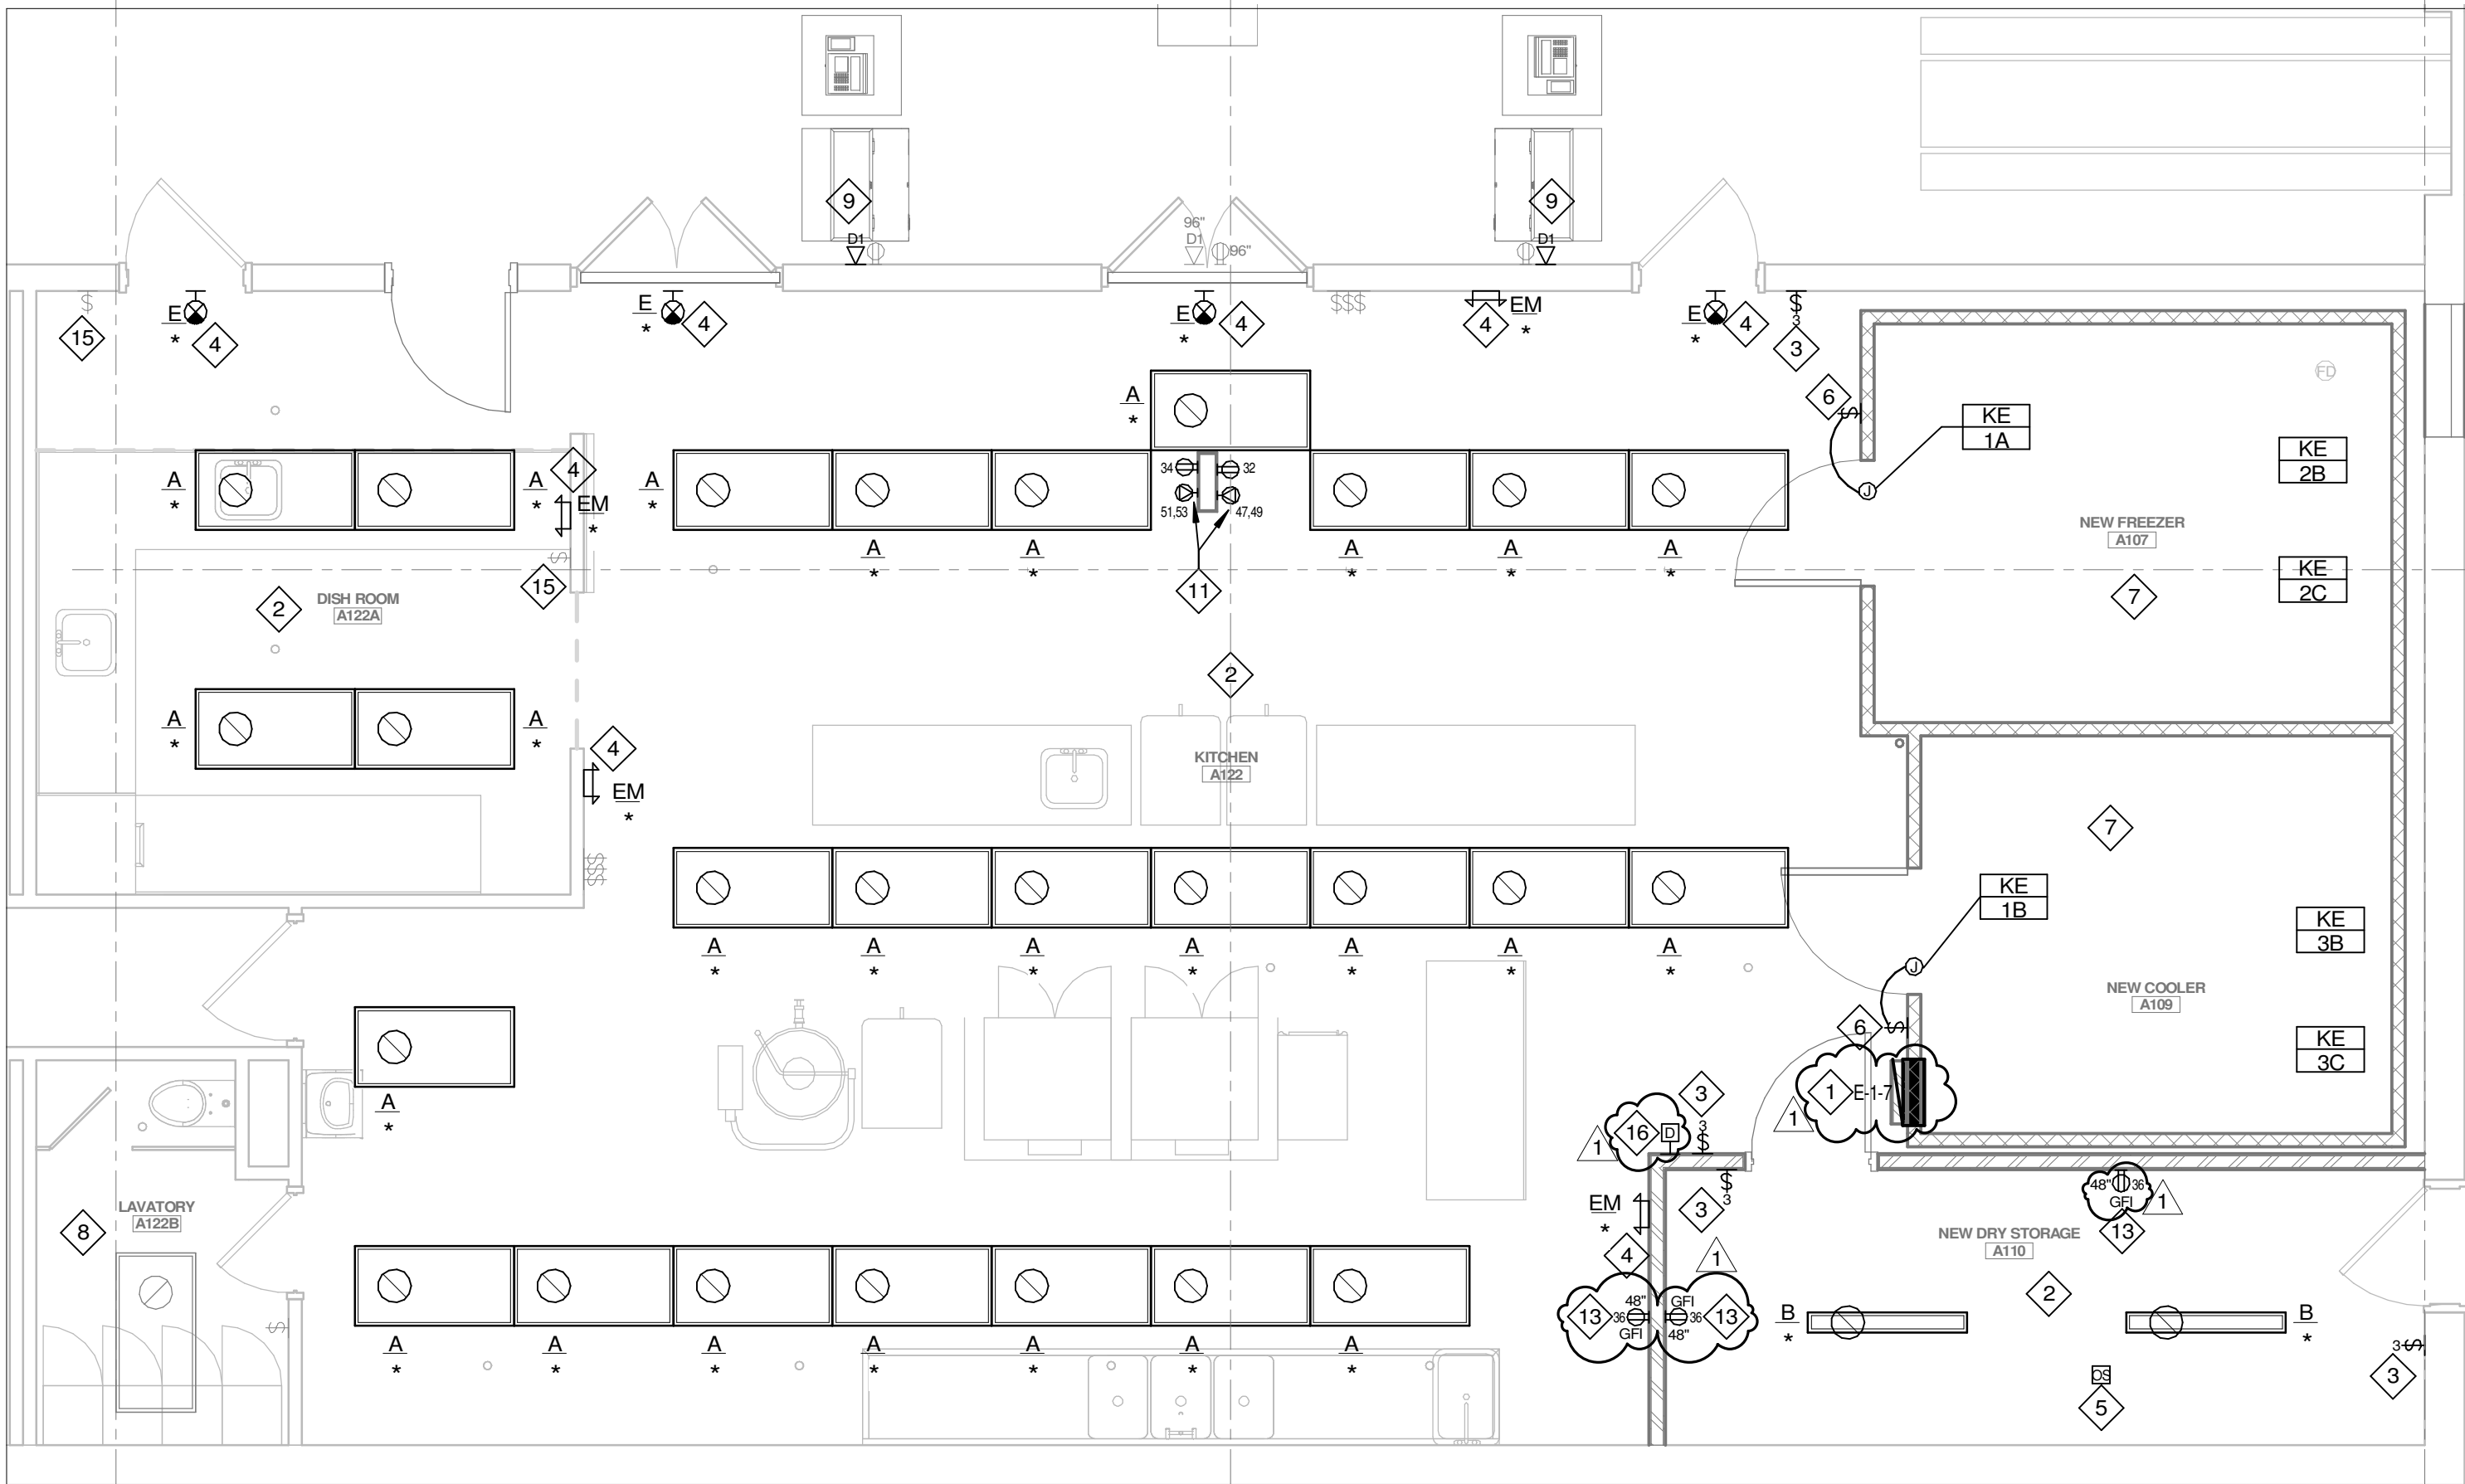 9
9
96"
D1
D1
96"
D1
$
$$$
$
3
15
E
*
4
E
*
4
E
*
4
4
EM
*
E
*
4
3
FD
6
$
KE
1A
J
KE
2B
A
*
A
*
A
*
4
EM
*
A
*
34
32
51,53
47,49
A
*
A
*
A
*
A
*
A
*
11
NEW FREEZER
A107
KE
2C
7
$
15
2
DISH ROOM
A122A
2
A
*
A
*
4
EM
*
KITCHEN
A122
7
$$$
KE
1B
J
KE
3B
A
*
A
*
A
*
A
*
A
*
A
*
A
*
NEW COOLER
A109
6
$
KE
3C
A
*
1
E-1-7
1
3
16
D
3
$
1
$
3
3
EM
*
4
1
48"
36
GFI
1
13
LAVATORY
A122B
8
NEW DRY STORAGE
A110
2
13
48"
36
GFI
GFI
36
48"
13
B
*
B
*
$
A
*
A
*
A
*
A
*
A
*
A
*
A
*
OS
5
3
$
3